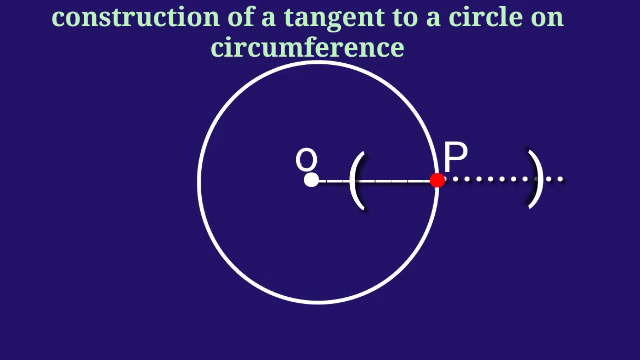 construction of a tangent to a circle on
circumference
o
P